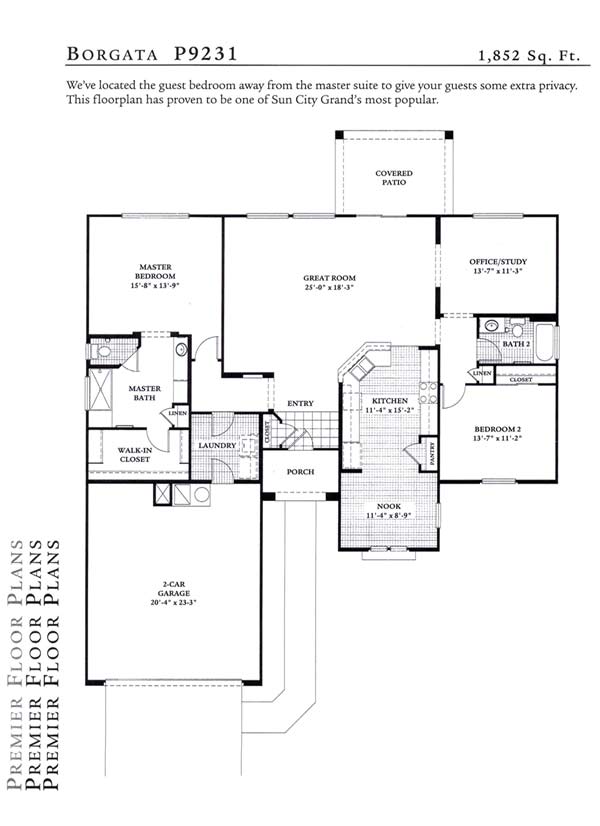 BORGATA P9231
1,852 SQ. FT.
We've located the guest bedroom away from the master suite to give your guests some extra privacy.
This floorplan has proven to be one of Sun City Grand's most popular.
COVERED
PATIO
MASTER
BEDROOM
15'-8" x 13'-9"
GREAT ROOM
25'-0" x 18'-3"
OFFICE/STUDY
13'-7" x 11'-3"
BATH 2
LINEN
CLOSET
MASTER
BATH
LINEN
ENTRY
KITCHEN
11'-4" x 15'-2"
BEDROOM 2
13'-7" x 11'-2"
WALK-IN
CLOSET
LAUNDRY
CLOSET
PORCH
PANTRY
NOOK
11'-4" x 8'-9"
2-CAR
GARAGE
20'-4" x 23-3"
PREMIER FLOOR PLANS
PREMIER FLOOR PLANS
PREMIER FLOOR PLANS